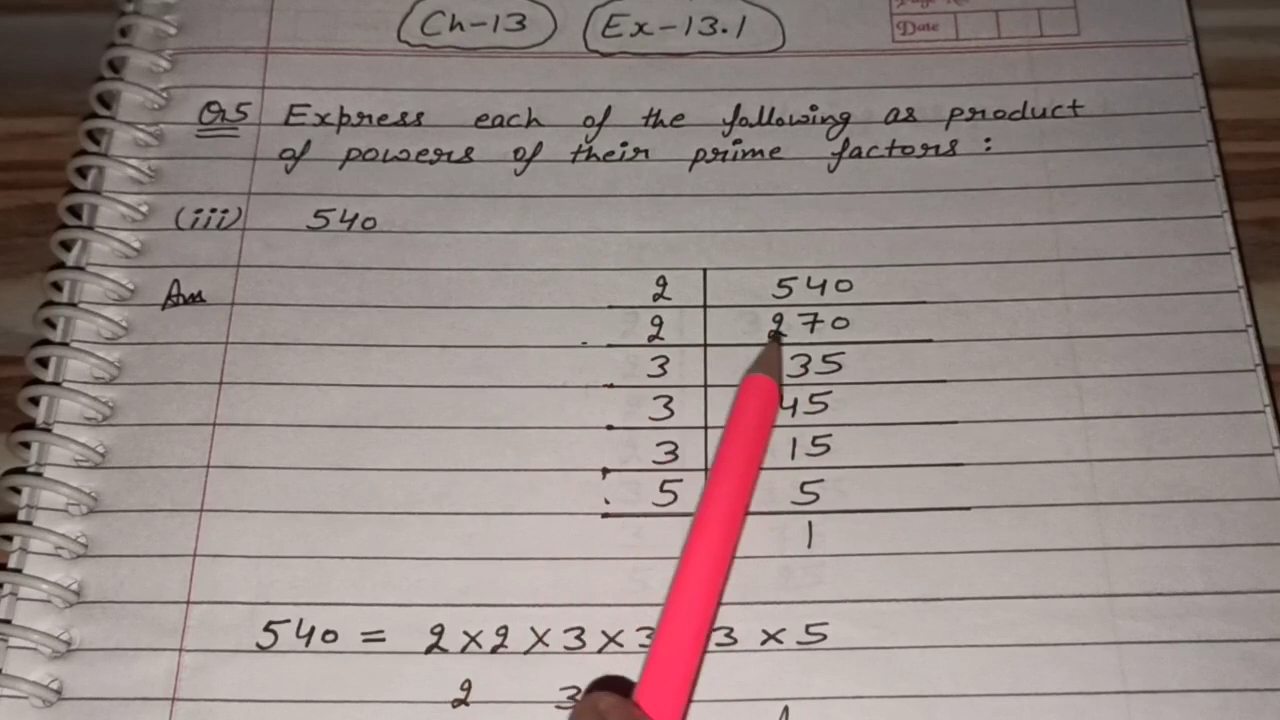 Ch-13 Ex-13.1
Date
Q5 Express each of the following as product
of powers of their prime factors :
(iii) 540
Ans
2 540
2 270
3 35
3 45
3 15
5 5
1
540 = 2 × 2 × 3 × 3 3 × 5
2 3